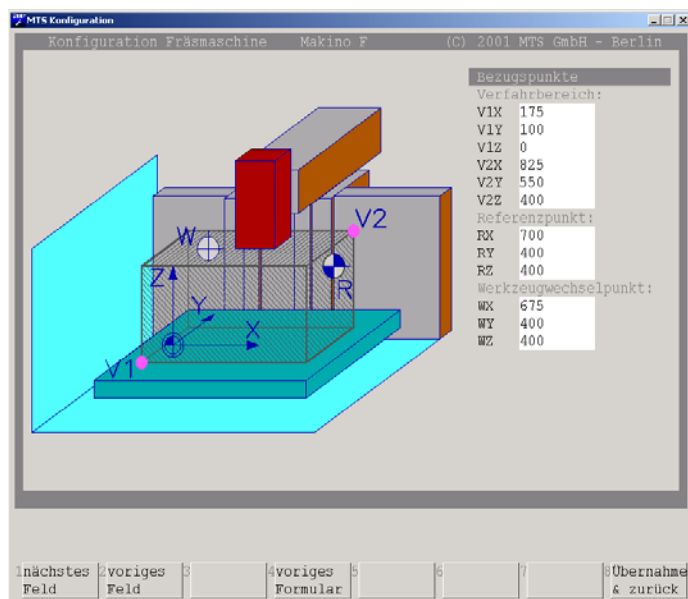 MTS Konfiguration
Konfiguration Fräsmaschine Makino F (C) 2001 MTS GmbH - Berlin
Bezugspunkte
Verfahrbereich:
V1X 175
V1Y 100
V1Z 0
V2X 825
V2Y 550
V2Z 400
Referenzpunkt:
RX 700
RY 400
RZ 400
Werkzeugwechselpunkt:
WX 675
WY 400
WZ 400
V2
W
Z
R
Y
X
V1
1 nächstes Feld
2 voriges Feld
3
4 voriges Formular
5
6
7
8 Übernahme & zurück